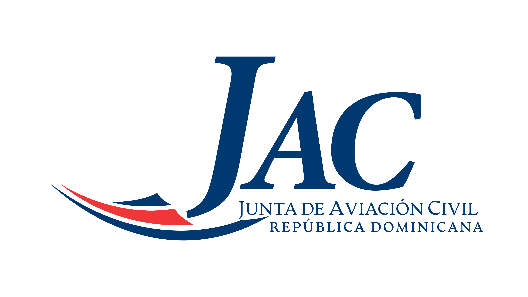 JAC
JUNTA DE AVIACIÓN CIVIL
REPÚBLICA DOMINICANA